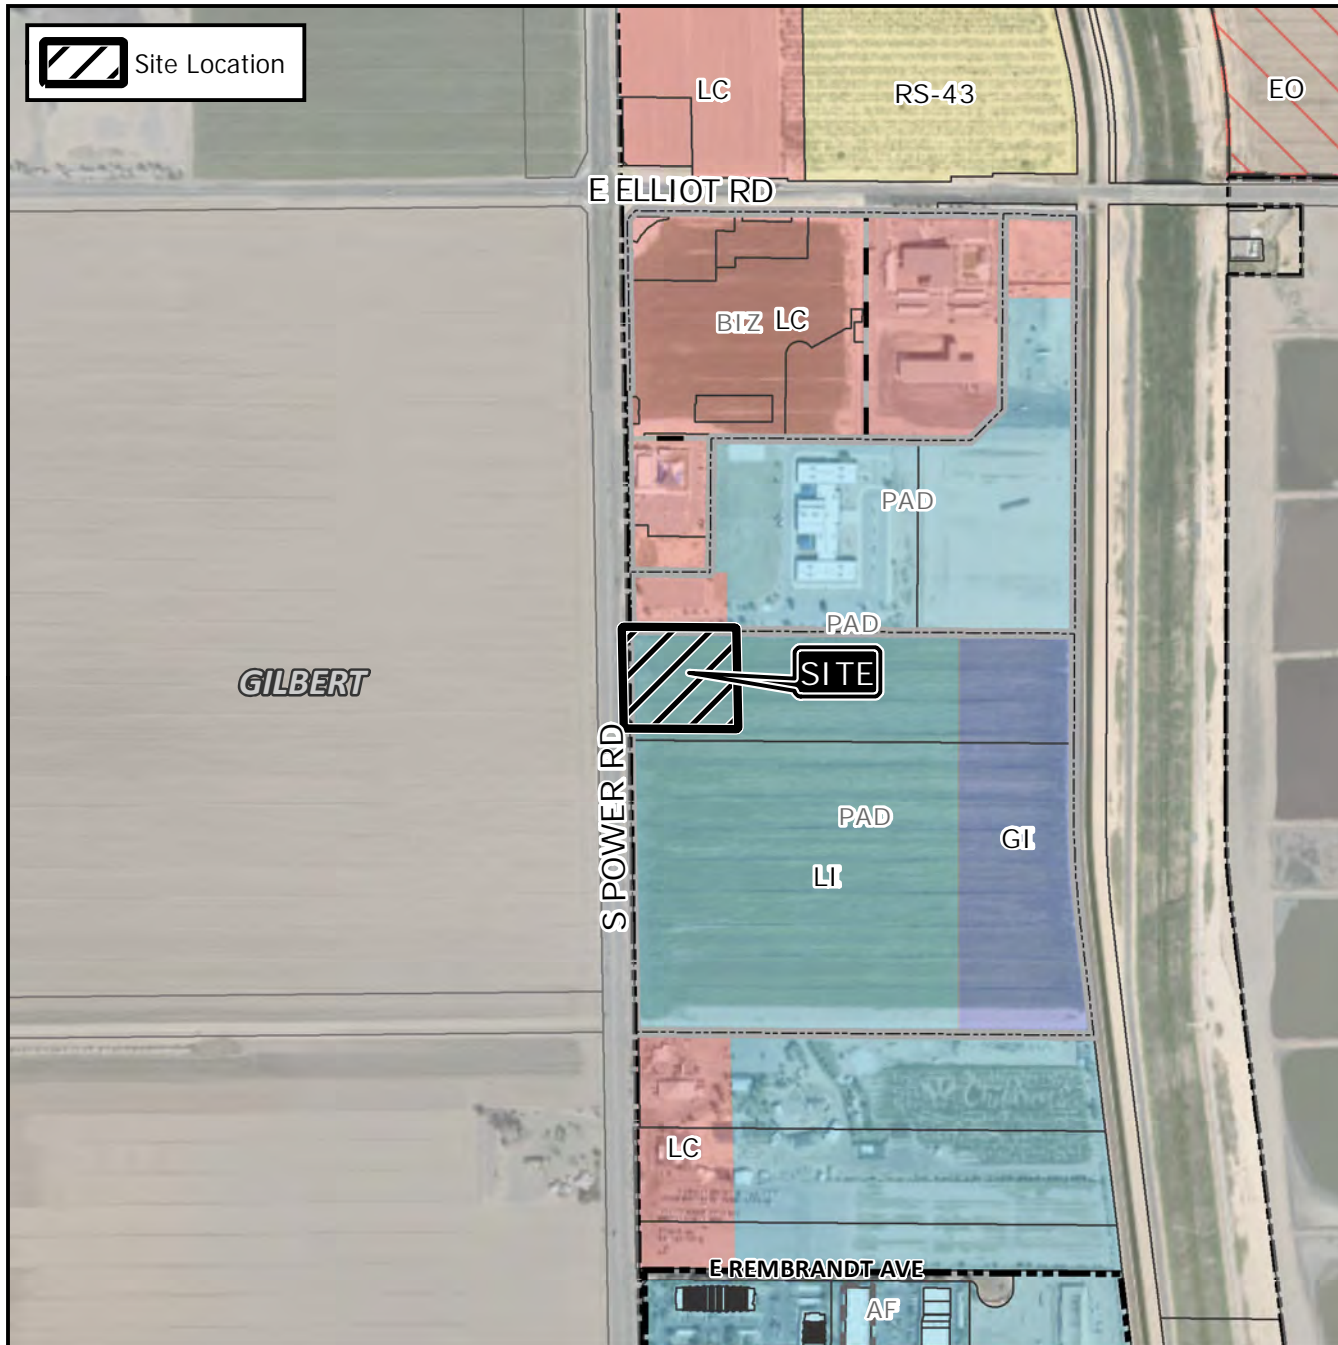 Site Location
LC
RS-43
EO
E ELLIOT RD
BIZ LC
PAD
PAD
GILBERT
SITE
S POWER RD
PAD
GI
LI
LC
E REMBRANDT AVE
AF